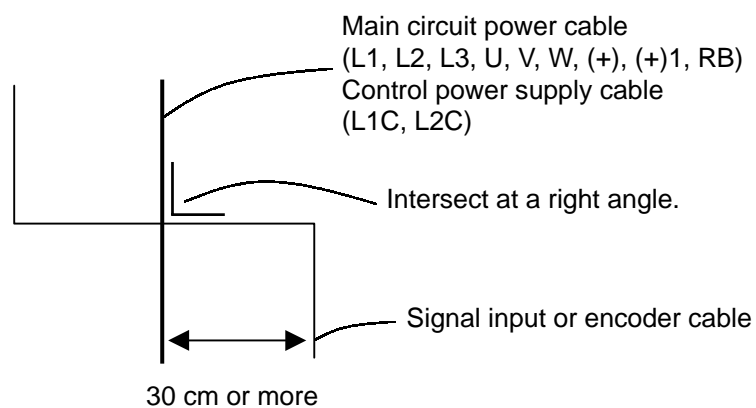 Main circuit power cable
(L1, L2, L3, U, V, W, (+), (+)1, RB)
Control power supply cable
(L1C, L2C)
Intersect at a right angle.
Signal input or encoder cable
30 cm or more